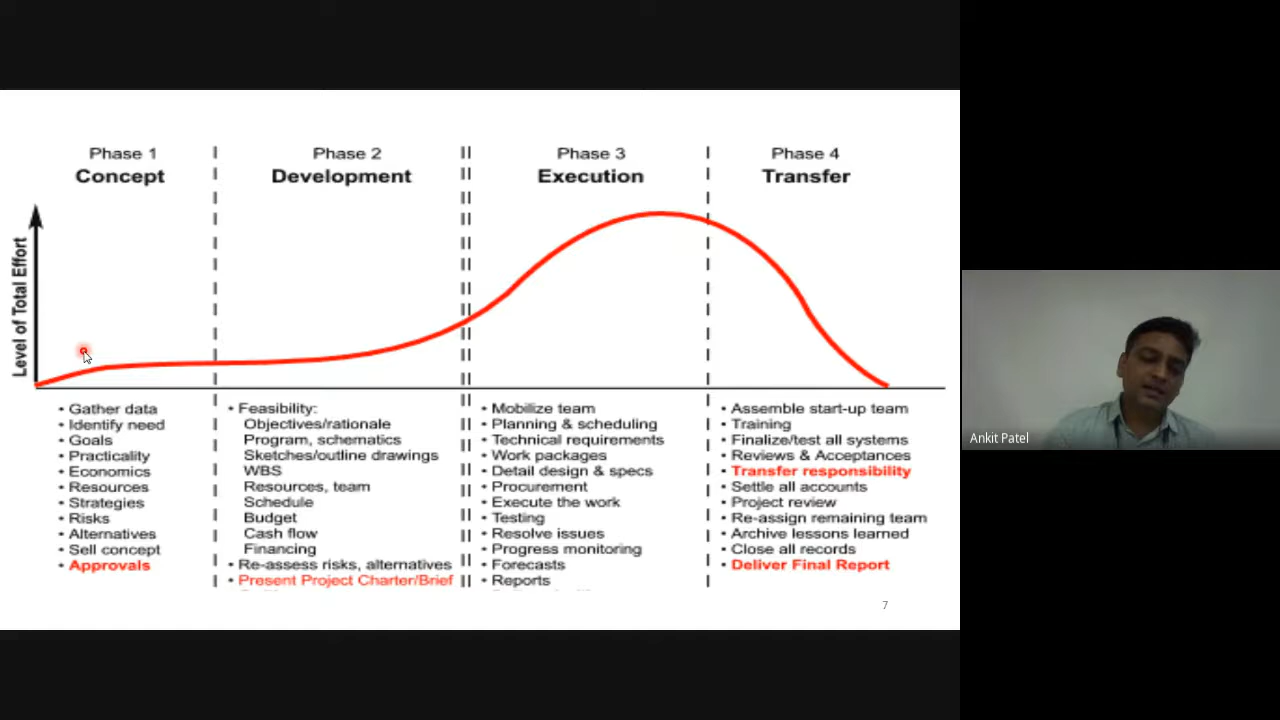 Phase 1
Concept
Phase 2
Development
Phase 3
Execution
Phase 4
Transfer
Level of Total Effort
• Gather data
• Identify need
• Goals
• Practicality
• Economics
• Resources
• Strategies
• Risks
• Alternatives
• Sell concept
• Approvals
• Feasibility:
Objectives/rationale
Program, schematics
Sketches/outline drawings
WBS
Resources, team
Schedule
Budget
Cash flow
Financing
• Re-assess risks, alternatives
• Present Project Charter/Brief
• Mobilize team
• Planning & scheduling
• Technical requirements
• Work packages
• Detail design & specs
• Procurement
• Execute the work
• Testing
• Resolve issues
• Progress monitoring
• Forecasts
• Reports
• Assemble start-up team
• Training
• Finalize/test all systems
• Reviews & Acceptances
• Transfer responsibility
• Settle all accounts
• Project review
• Re-assign remaining team
• Archive lessons learned
• Close all records
• Deliver Final Report
7
Ankit Patel